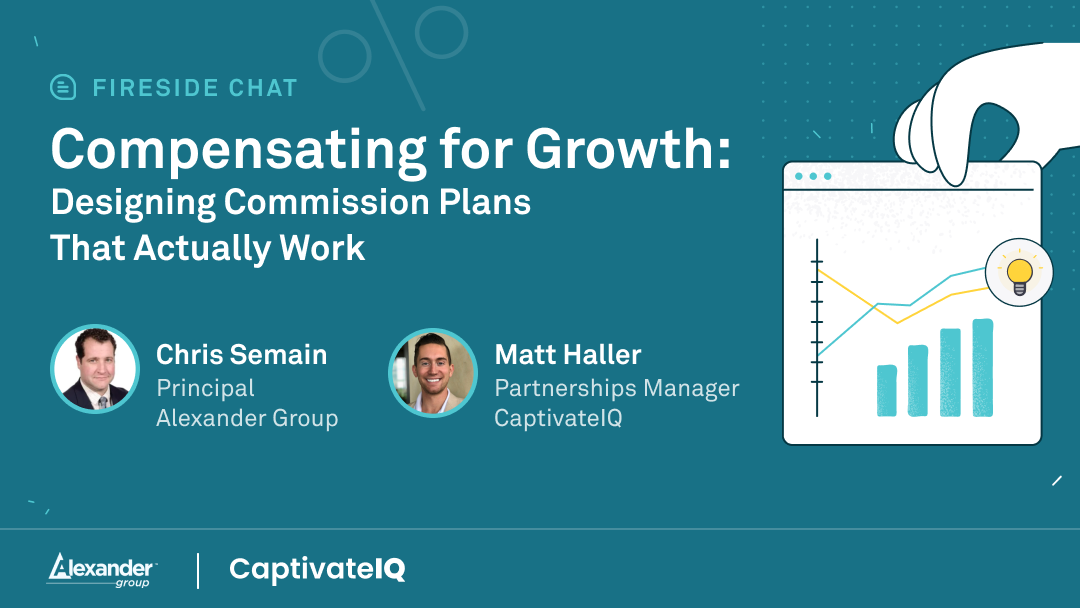 FIRESIDE CHAT
Compensating for Growth:
Designing Commission Plans
That Actually Work
Chris Semain
Principal
Alexander Group
Matt Haller
Partnerships Manager
CaptivateIQ
Alexander™
group
CaptivateIQ